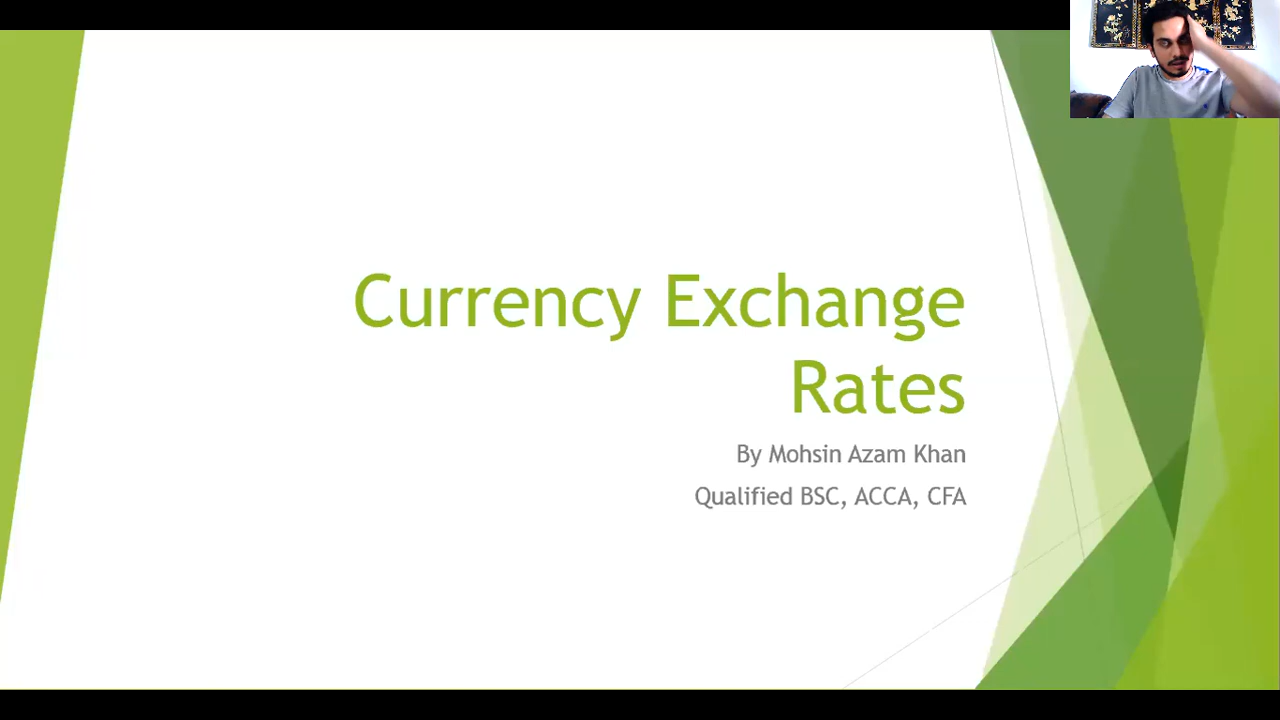 Currency Exchange
Rates
By Mohsin Azam Khan
Qualified BSC, ACCA, CFA